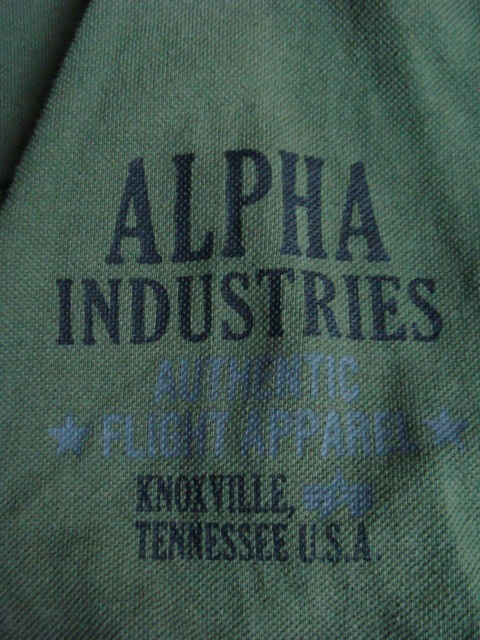 ALPHA
INDUSTRIES
AUTHENTIC
FLIGHT APPAREL
KNOXVILLE,
TENNESSEE U.S.A.